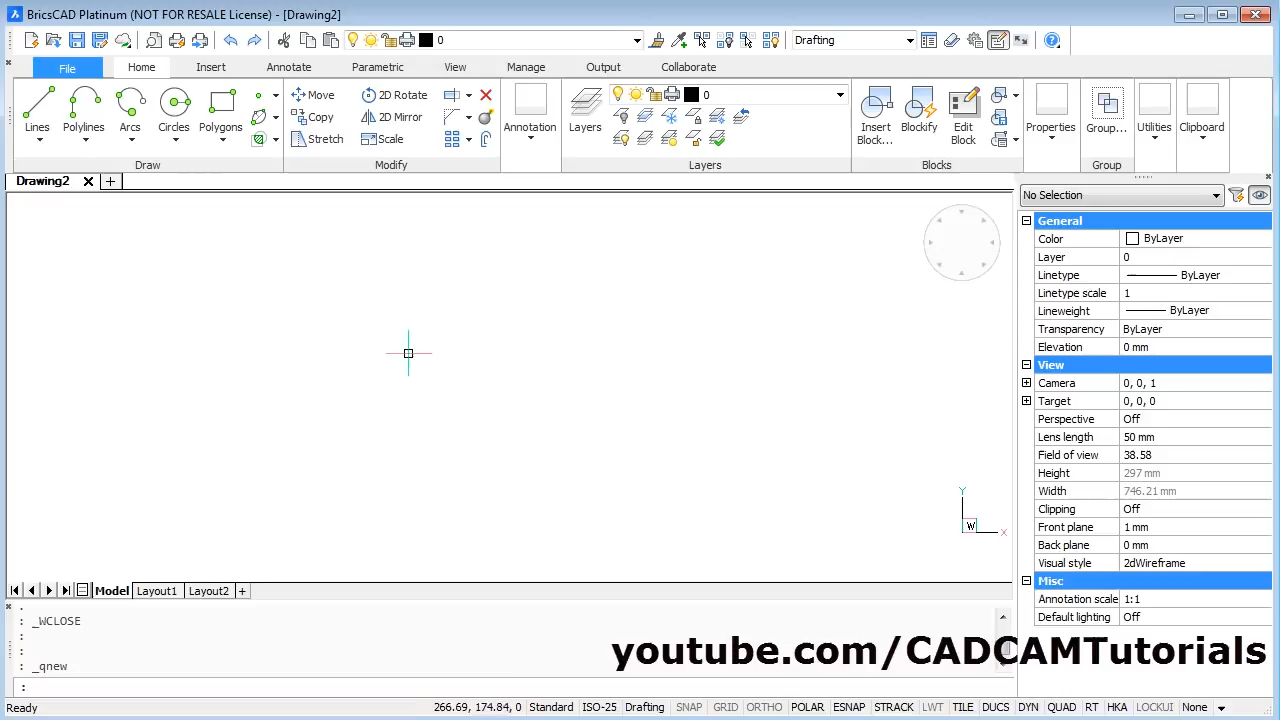 BricsCAD Platinum (NOT FOR RESALE License) - [Drawing2]
0
Drafting
File
Home
Insert
Annotate
Parametric
View
Manage
Output
Collaborate
Lines
Polylines
Arcs
Circles
Polygons
Draw
Move
Copy
Stretch
2D Rotate
2D Mirror
Scale
Modify
Annotation
Layers
0
Layers
Insert
Block...
Blockify
Edit
Block
Blocks
Properties
Group...
Group
Utilities
Clipboard
Drawing2
No Selection
General
Color ByLayer
Layer 0
Linetype ByLayer
Linetype scale 1
Lineweight ByLayer
Transparency ByLayer
Elevation 0 mm
View
Camera 0, 0, 1
Target 0, 0, 0
Perspective Off
Lens length 50 mm
Field of view 38.58
Height 297 mm
Width 746.21 mm
Clipping Off
Front plane 1 mm
Back plane 0 mm
Visual style 2dWireframe
Misc
Annotation scale 1:1
Default lighting Off
Y
W
X
Model
Layout1
Layout2
:
: _WCLOSE
:
:
: _qnew
:
youtube.com/CADCAMTutorials
Ready
266.69, 174.84, 0
Standard
ISO-25
Drafting
SNAP
GRID
ORTHO
POLAR
ESNAP
STRACK
LWT
TILE
DUCS
DYN
QUAD
RT
HKA
LOCKUI
None